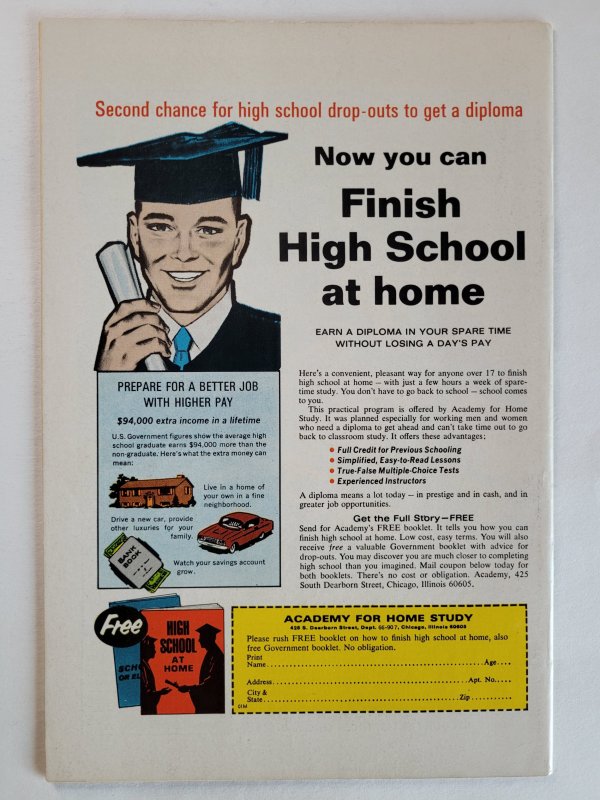 Second chance for high school drop-outs to get a diploma
Now you can
Finish
High School
at home
EARN A DIPLOMA IN YOUR SPARE TIME
WITHOUT LOSING A DAY'S PAY
Here's a convenient, pleasant way for anyone over 17 to finish
high school at home — with just a few hours a week of spare-
time study. You don't have to go back to school — school comes
to you.
This practical program is offered by Academy for Home
Study. It was planned especially for working men and women
who need a diploma to get ahead and can't take time out to go
back to classroom study. It offers these advantages;
• Full Credit for Previous Schooling
• Simplified, Easy-to-Read Lessons
• True-False Multiple-Choice Tests
• Experienced Instructors
A diploma means a lot today — in prestige and in cash, and in
greater job opportunities.
Get the Full Story—FREE
Send for Academy's FREE booklet. It tells you how you can
finish high school at home. Low cost, easy terms. You will also
receive free a valuable Government booklet with advice for
drop-outs. You may discover you are much closer to completing
high school than you imagined. Mail coupon below today for
both booklets. There's no cost or obligation. Academy, 425
South Dearborn Street, Chicago, Illinois 60605.
PREPARE FOR A BETTER JOB
WITH HIGHER PAY
$94,000 extra income in a lifetime
U.S. Government figures show the average high
school graduate earns $94,000 more than the
non-graduate. Here's what the extra money can
mean:
Live in a home of
your own in a fine
neighborhood.
Drive a new car, provide
other luxuries for your
family.
BANK
BOOK
Watch your savings account
grow.
Free
HIGH
SCHOOL
AT
HOME
SCHO
OR EL
ACADEMY FOR HOME STUDY
425 S. Dearborn Street, Dept. 66-907, Chicago, Illinois 60605
Please rush FREE booklet on how to finish high school at home, also
free Government booklet. No obligation.
Print
Name Age
Address Apt. No.
City &
State Zip